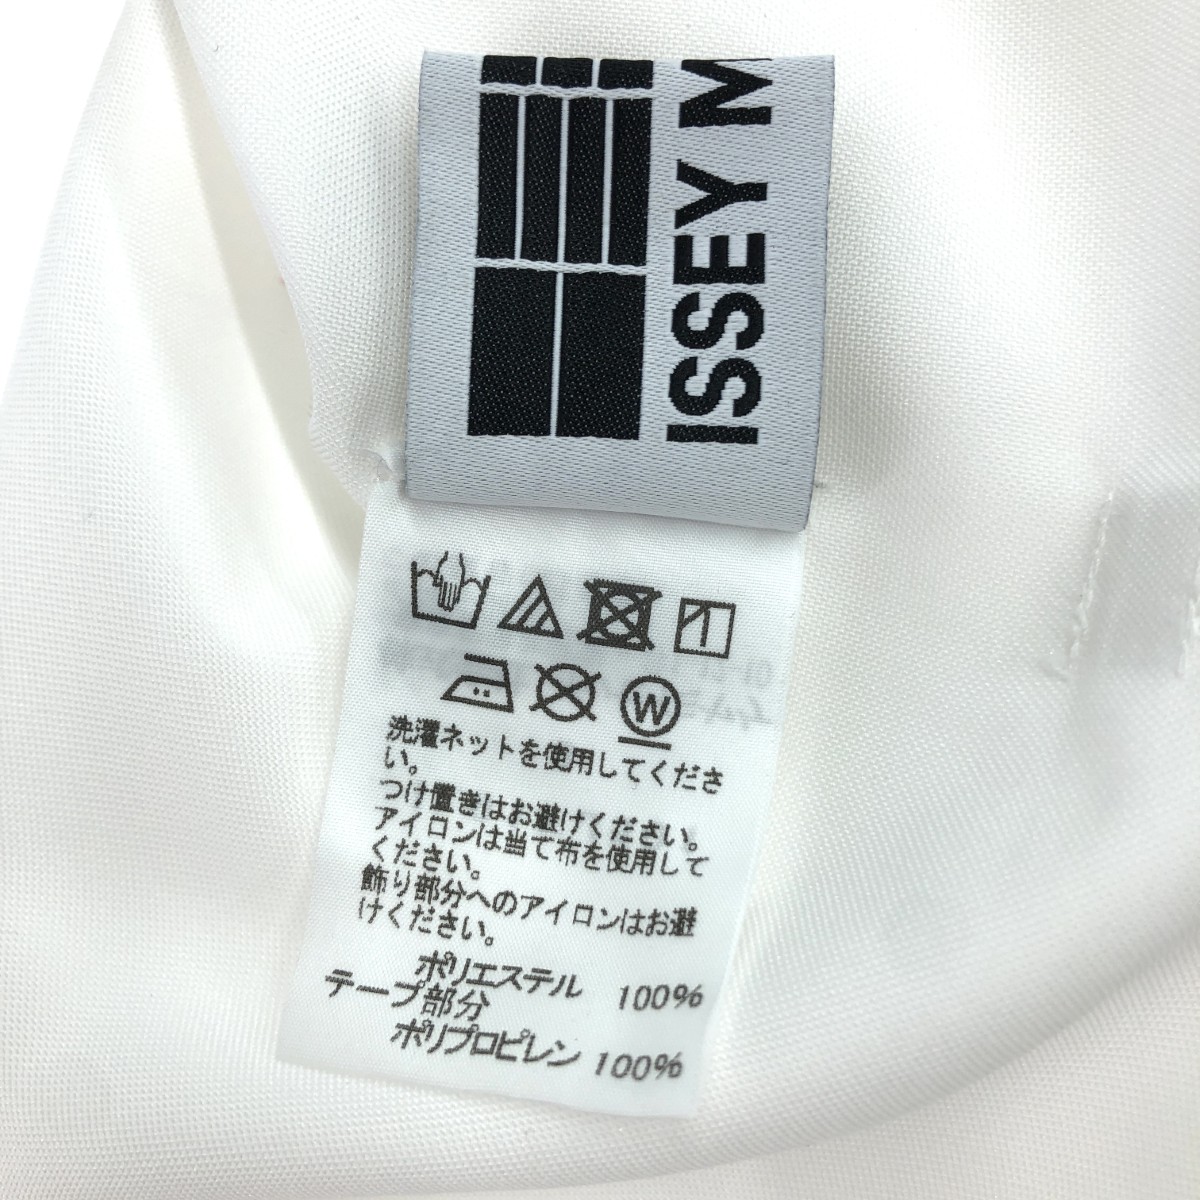 ISSEY M
W
洗濯ネットを使用してくださ
い。
つけ置きはお避けください。
アイロンは当て布を使用して
ください。
飾り部分へのアイロンはお避
けください。
ポリエステル 100%
テープ部分
ポリプロピレン 100%